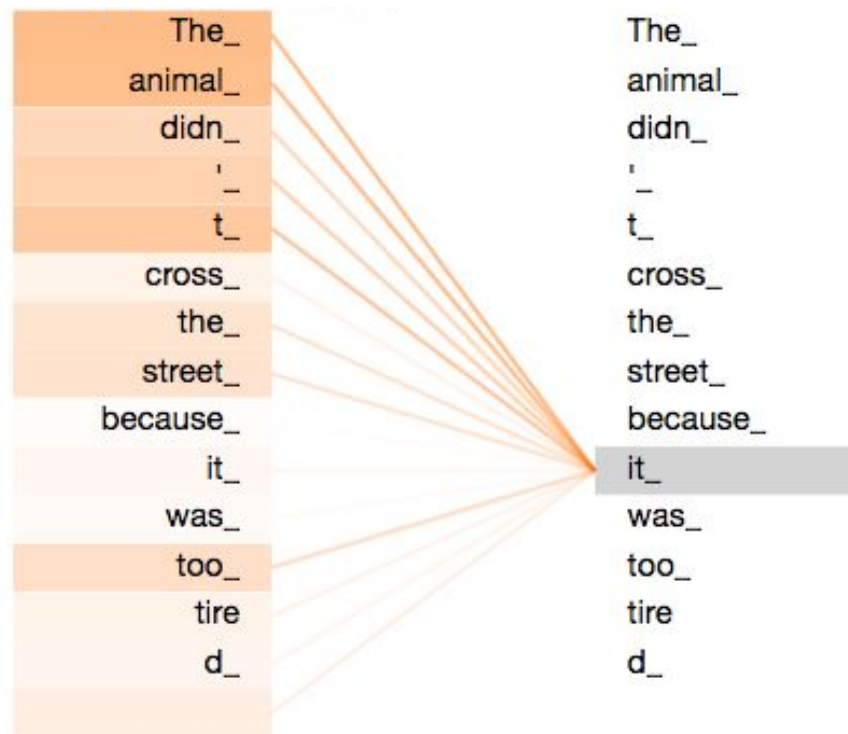 The_ The_
animal_ animal_
didn_ didn_
'_ '_
t_ t_
cross_ cross_
the_ the_
street_ street_
because_ because_
it_ it_
was_ was_
too_ too_
tire tire
d_ d_